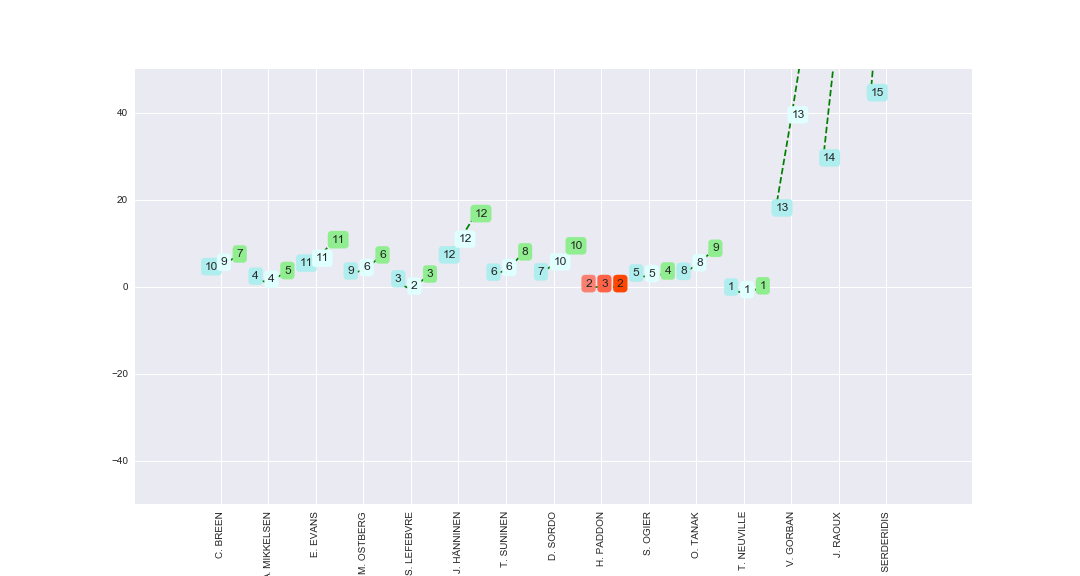 40
20
0
−20
−40
10 9 7
4 4 5
11 11 11
9 6 6
3 2 3
12 12 12
6 6 8
7 10 10
2 3 2
5 5 4
8 8 9
1 1 1
13 13
14
15
C. BREEN
A. MIKKELSEN
E. EVANS
M. OSTBERG
S. LEFEBVRE
J. HÄNNINEN
T. SUNINEN
D. SORDO
H. PADDON
S. OGIER
O. TANAK
T. NEUVILLE
V. GORBAN
J. RAOUX
SERDERIDIS